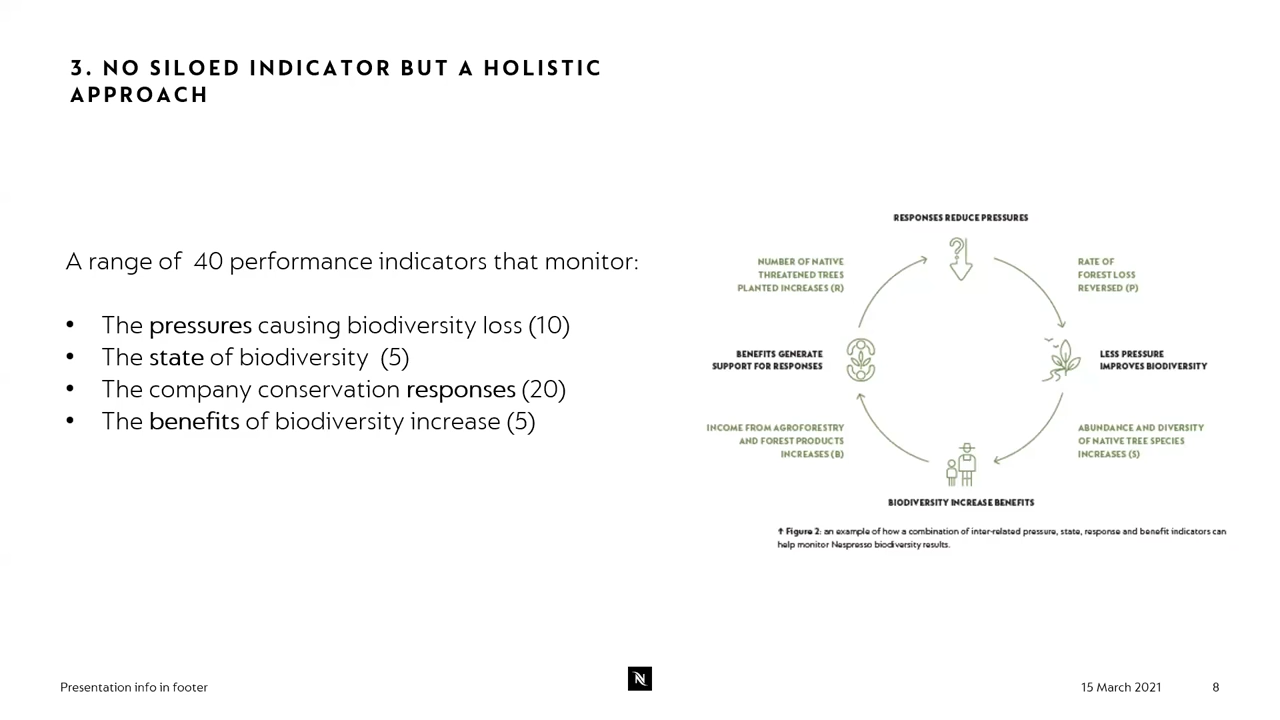 3. NO SILOED INDICATOR BUT A HOLISTIC
APPROACH
A range of 40 performance indicators that monitor:
• The pressures causing biodiversity loss (10)
• The state of biodiversity (5)
• The company conservation responses (20)
• The benefits of biodiversity increase (5)
RESPONSES REDUCE PRESSURES
NUMBER OF NATIVE
THREATENED TREES
PLANTED INCREASES (R)
RATE OF
FOREST LOSS
REVERSED (P)
BENEFITS GENERATE
SUPPORT FOR RESPONSES
LESS PRESSURE
IMPROVES BIODIVERSITY
INCOME FROM AGROFORESTRY
AND FOREST PRODUCTS
INCREASES (B)
ABUNDANCE AND DIVERSITY
OF NATIVE TREE SPECIES
INCREASES (S)
BIODIVERSITY INCREASE BENEFITS
↑ Figure 2: an example of how a combination of inter-related pressure, state, response and benefit indicators can
help monitor Nespresso biodiversity results.
Presentation info in footer
N
15 March 2021
8